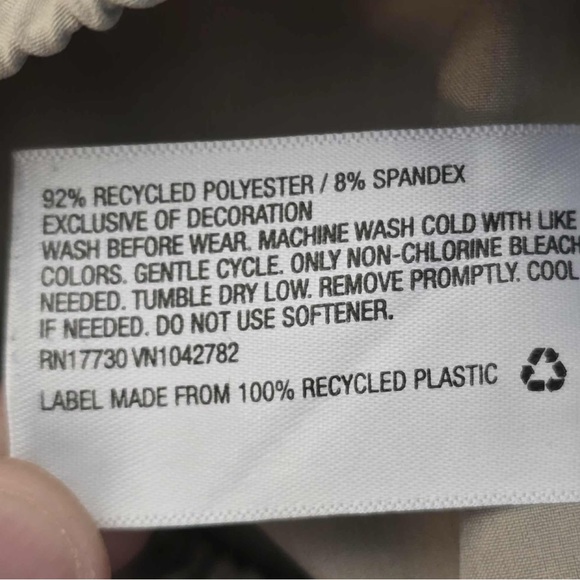 92% RECYCLED POLYESTER / 8% SPANDEX
EXCLUSIVE OF DECORATION
WASH BEFORE WEAR. MACHINE WASH COLD WITH LIKE
COLORS. GENTLE CYCLE. ONLY NON-CHLORINE BLEACH
NEEDED. TUMBLE DRY LOW. REMOVE PROMPTLY. COOL
IF NEEDED. DO NOT USE SOFTENER.
RN17730 VN1042782
LABEL MADE FROM 100% RECYCLED PLASTIC